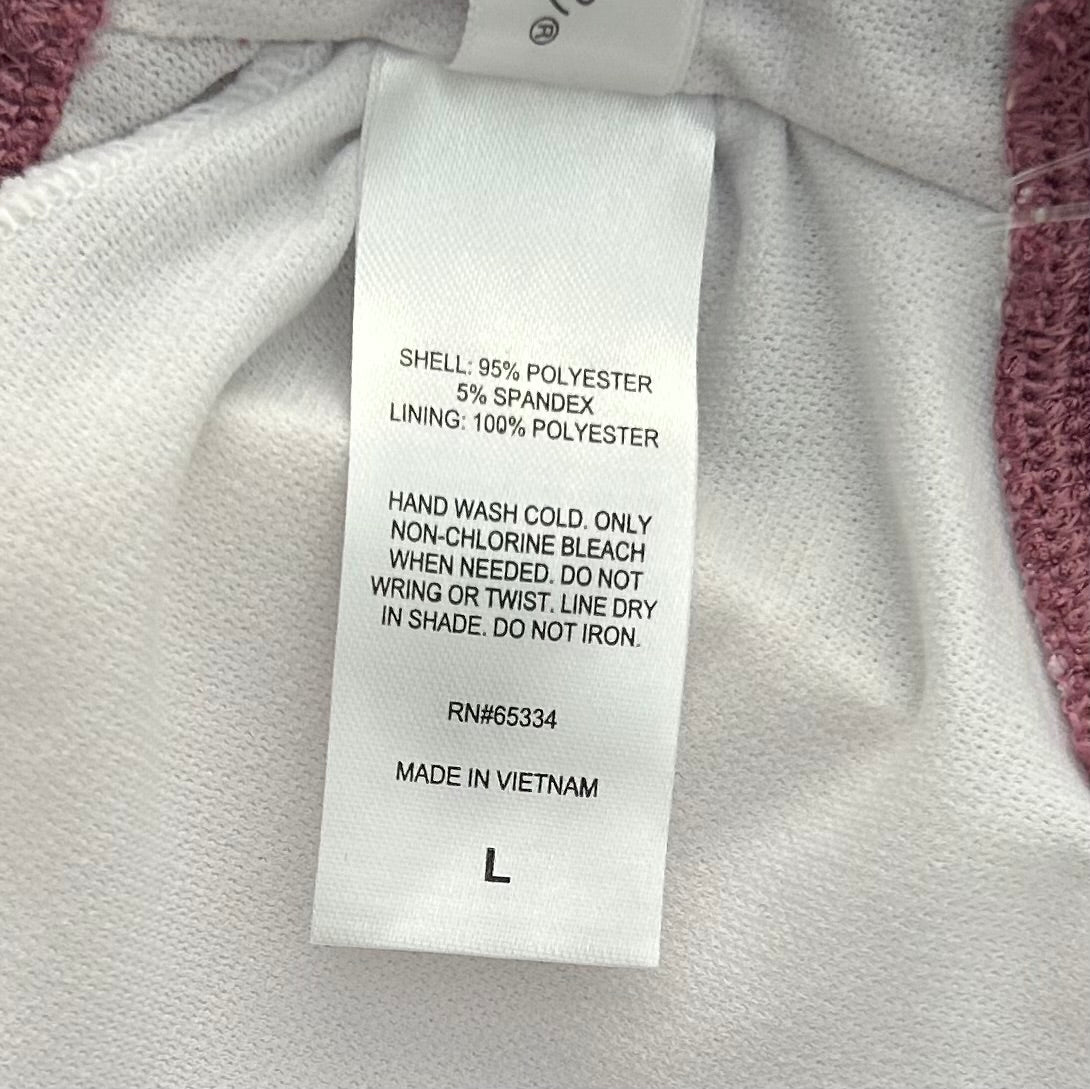 ®
SHELL: 95% POLYESTER
5% SPANDEX
LINING: 100% POLYESTER
HAND WASH COLD. ONLY
NON-CHLORINE BLEACH
WHEN NEEDED. DO NOT
WRING OR TWIST. LINE DRY
IN SHADE. DO NOT IRON.
RN#65334
MADE IN VIETNAM
L